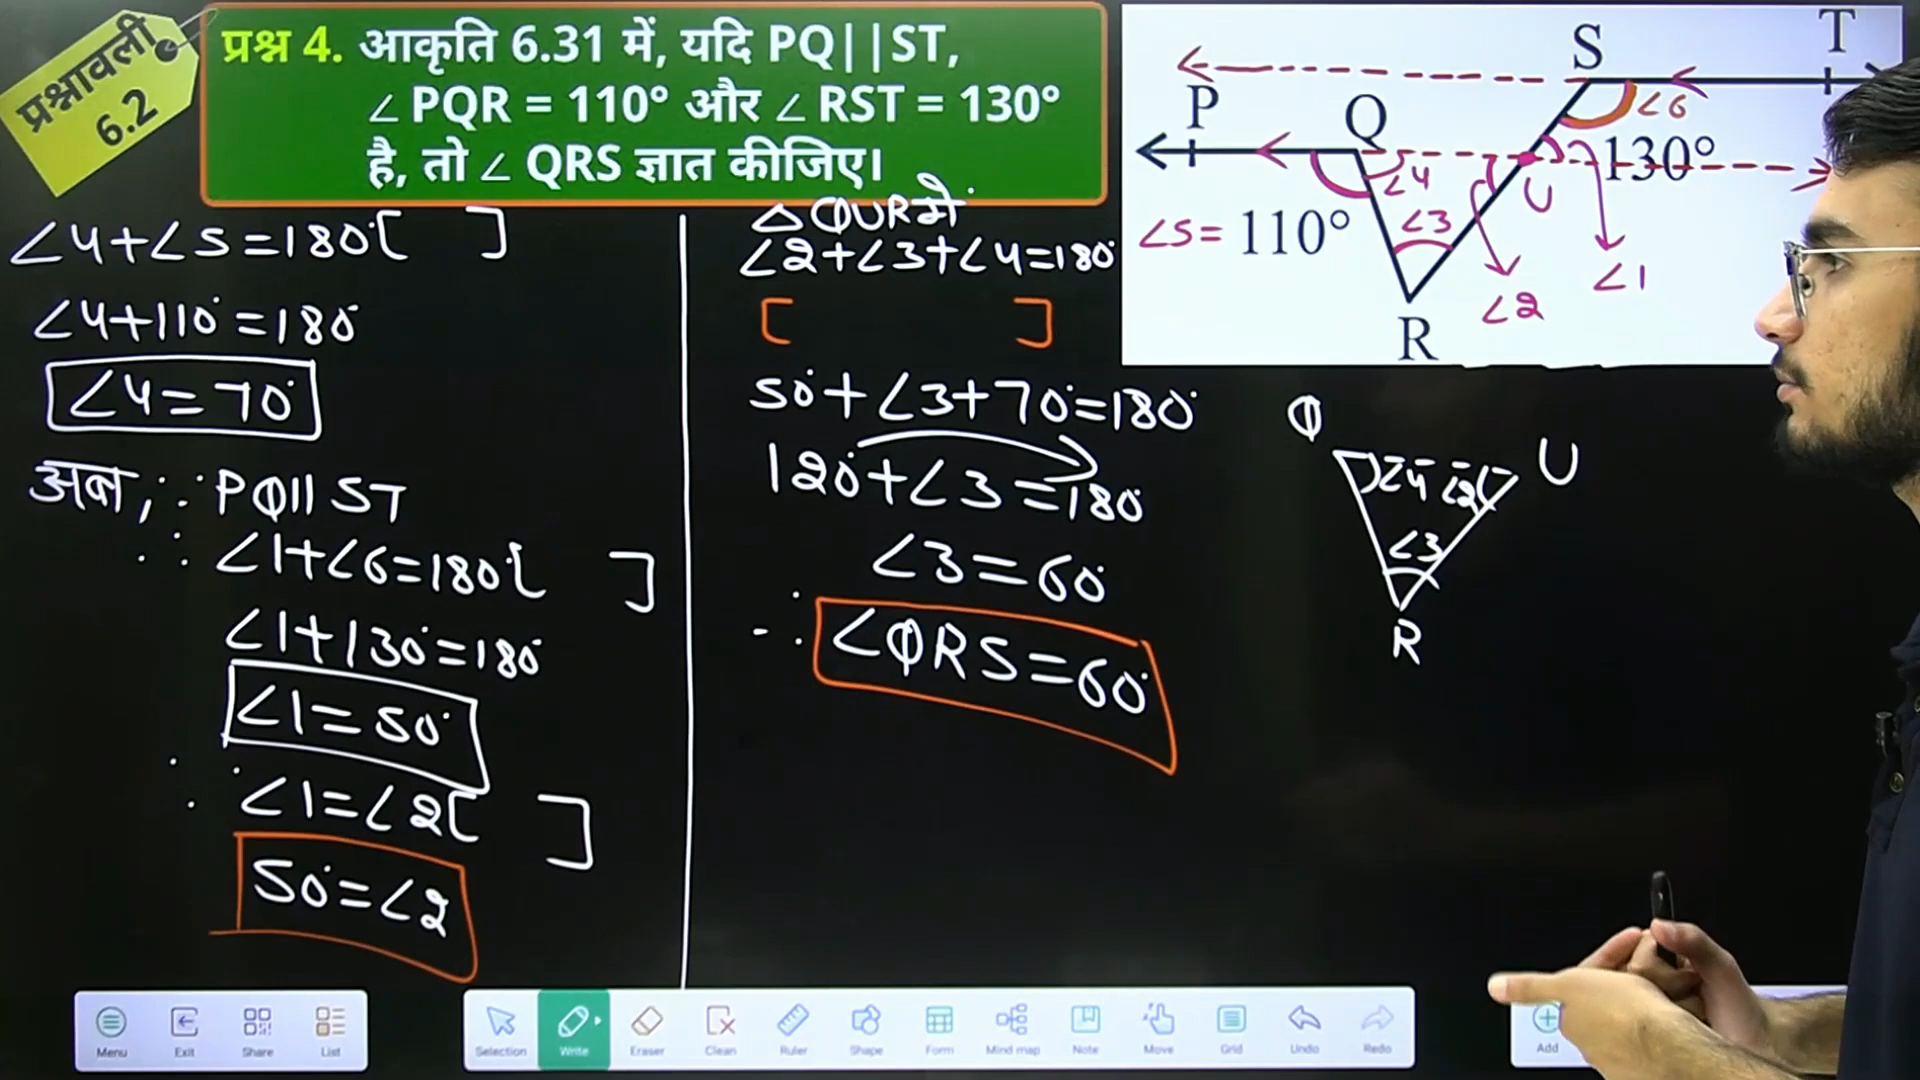 प्रश्नावली
6.2
प्रश्न 4. आकृति 6.31 में, यदि PQ||ST,
∠ PQR = 110° और ∠ RST = 130°
है, तो ∠ QRS ज्ञात कीजिए।
∠4+∠5=180°[ ]
∠4+110°=180°
∠4=70°
अब, ∵ PQ||ST
∴ ∠1+∠6=180°[ ]
∠1+130°=180°
∠1=50°
∴ ∠1=∠2[ ]
50°=∠2
△QUR में
∠2+∠3+∠4=180°
[ ]
50°+∠3+70°=180°
120°+∠3=180°
∠3=60°
∴ ∠QRS=60°
S T
P Q
∠6
130°
∠4
U
∠5= 110°
∠3
∠1
∠2
R
Q U
∠4 ∠2
∠3
R
Menu Exit Share List
Selection Write Eraser Clean Ruler Shape Form Mind map Note Move Grid Undo Redo
Add